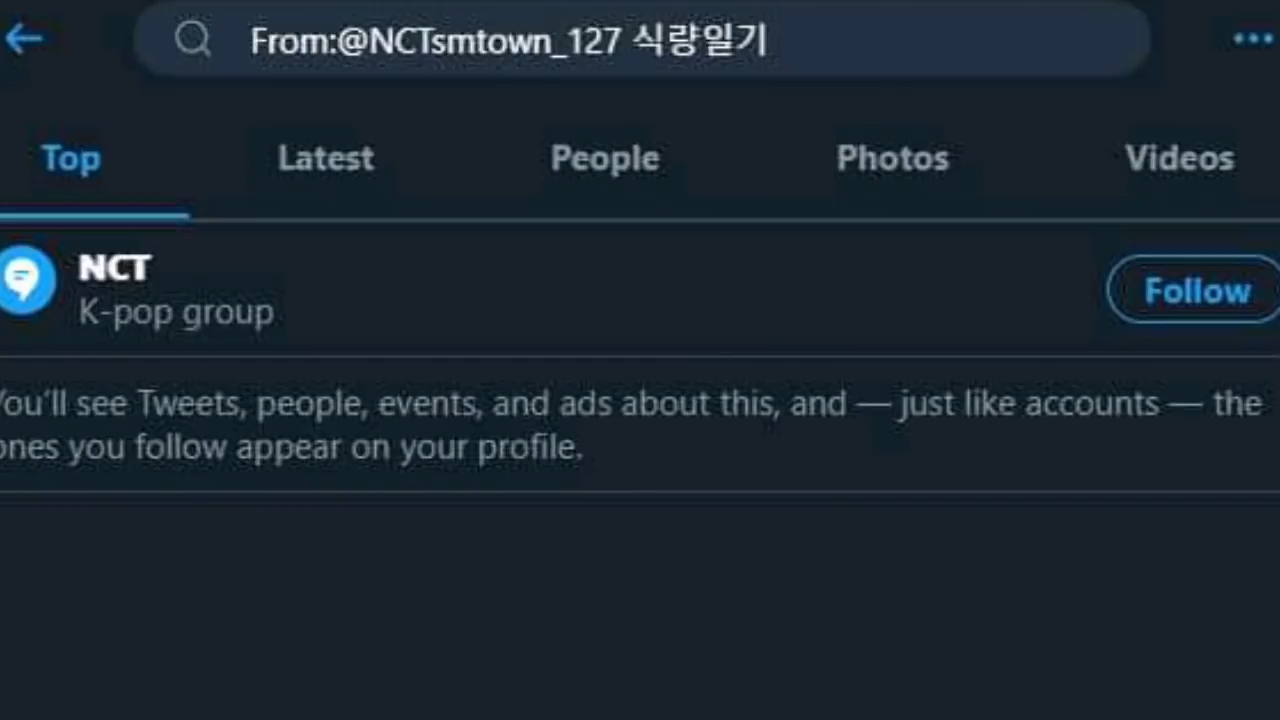 From:@NCTsmtown_127 식량일기
Top Latest People Photos Videos
NCT
K-pop group
Follow
You'll see Tweets, people, events, and ads about this, and — just like accounts — the
ones you follow appear on your profile.